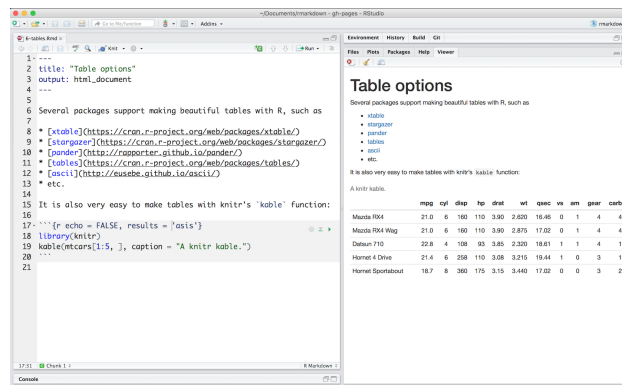 ~/Documents/rmarkdown - gh-pages - RStudio
Go to file/function
Addins
rmarkdown
6-tables.Rmd
Knit
Run
1 ---
2 title: "Table options"
3 output: html_document
4 ---
5
6 Several packages support making beautiful tables with R, such as
7
8 * [xtable](https://cran.r-project.org/web/packages/xtable/)
9 * [stargazer](https://cran.r-project.org/web/packages/stargazer/)
10 * [pander](http://rapporter.github.io/pander/)
11 * [tables](https://cran.r-project.org/web/packages/tables/)
12 * [ascii](http://eusebe.github.io/ascii/)
13 * etc.
14
15 It is also very easy to make tables with knitr's `kable` function:
16
17 ```{r echo = FALSE, results = 'asis'}
18 library(knitr)
19 kable(mtcars[1:5, ], caption = "A knitr kable.")
20 ```
21
17:31 Chunk 1 R Markdown
Console
Environment History Build Git
Files Plots Packages Help Viewer
Table options
Several packages support making beautiful tables with R, such as
xtable
stargazer
pander
tables
ascii
etc.
It is also very easy to make tables with knitr's kable function:
A knitr kable.
mpg cyl disp hp drat wt qsec vs am gear carb
Mazda RX4 21.0 6 160 110 3.90 2.620 16.46 0 1 4 4
Mazda RX4 Wag 21.0 6 160 110 3.90 2.875 17.02 0 1 4 4
Datsun 710 22.8 4 108 93 3.85 2.320 18.61 1 1 4 1
Hornet 4 Drive 21.4 6 258 110 3.08 3.215 19.44 1 0 3 1
Hornet Sportabout 18.7 8 360 175 3.15 3.440 17.02 0 0 3 2